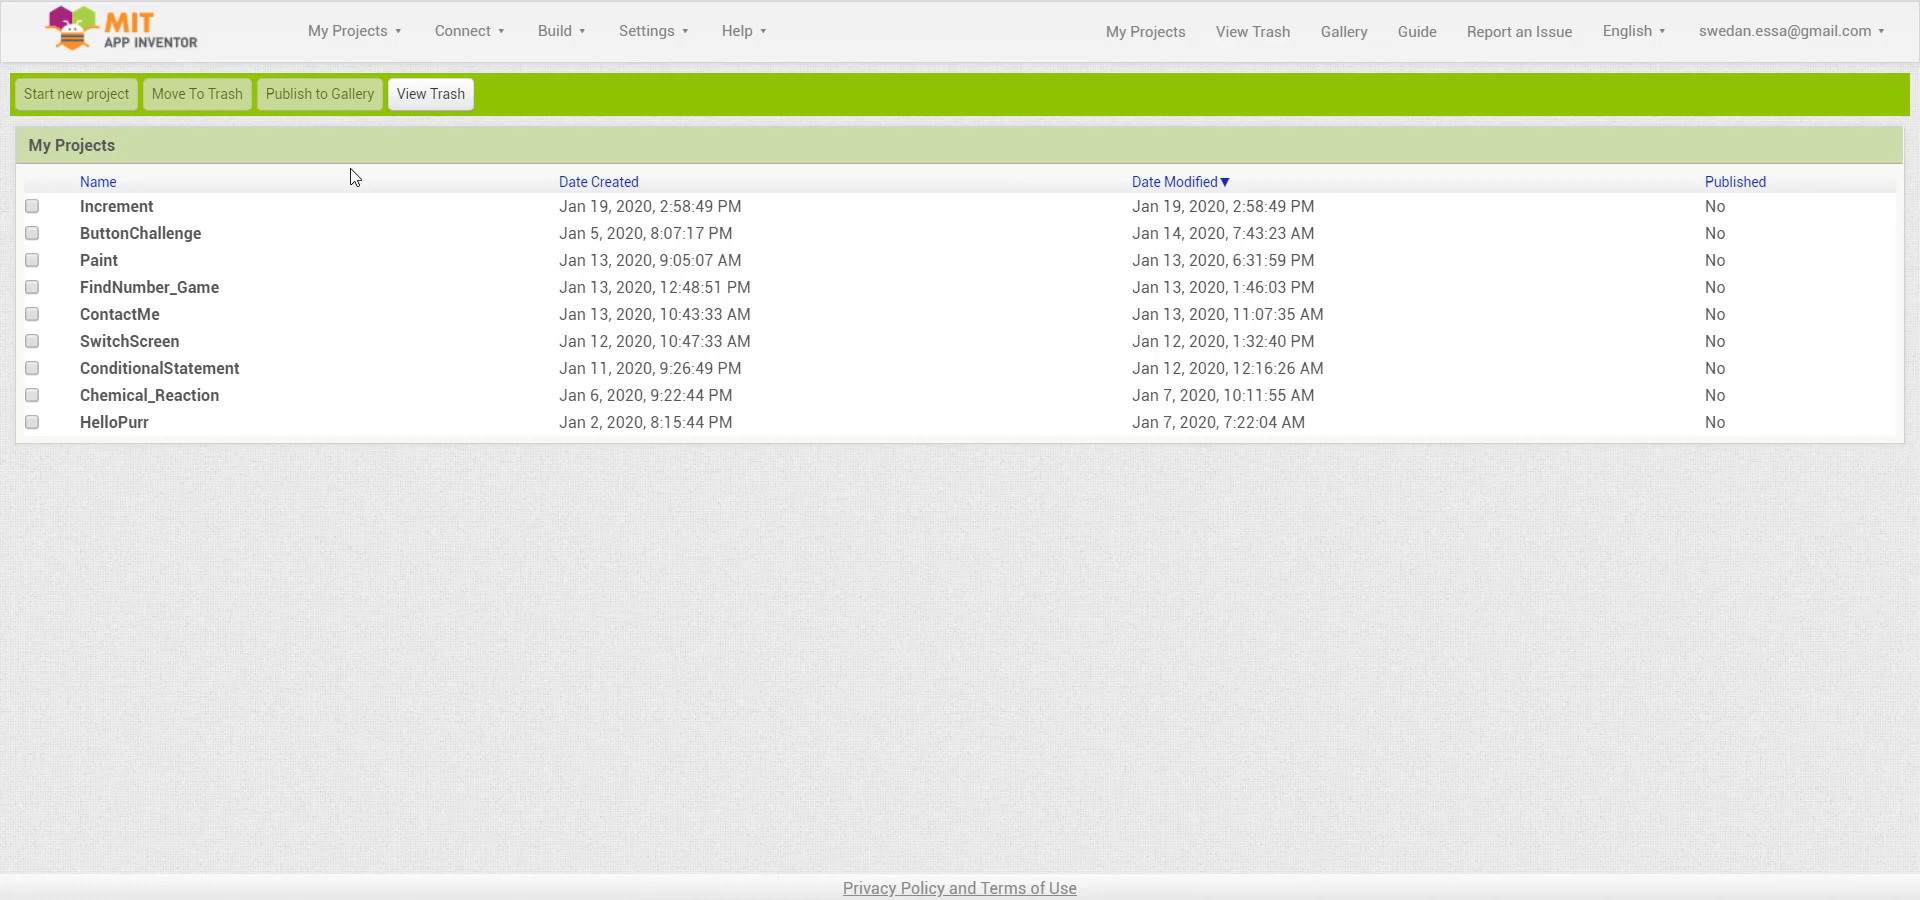 MIT
APP INVENTOR
My Projects Connect Build Settings Help My Projects View Trash Gallery Guide Report an Issue English swedan.essa@gmail.com
Start new project Move To Trash Publish to Gallery View Trash
My Projects
Name Date Created Date Modified Published
Increment Jan 19, 2020, 2:58:49 PM Jan 19, 2020, 2:58:49 PM No
ButtonChallenge Jan 5, 2020, 8:07:17 PM Jan 14, 2020, 7:43:23 AM No
Paint Jan 13, 2020, 9:05:07 AM Jan 13, 2020, 6:31:59 PM No
FindNumber_Game Jan 13, 2020, 12:48:51 PM Jan 13, 2020, 1:46:03 PM No
ContactMe Jan 13, 2020, 10:43:33 AM Jan 13, 2020, 11:07:35 AM No
SwitchScreen Jan 12, 2020, 10:47:33 AM Jan 12, 2020, 1:32:40 PM No
ConditionalStatement Jan 11, 2020, 9:26:49 PM Jan 12, 2020, 12:16:26 AM No
Chemical_Reaction Jan 6, 2020, 9:22:44 PM Jan 7, 2020, 10:11:55 AM No
HelloPurr Jan 2, 2020, 8:15:44 PM Jan 7, 2020, 7:22:04 AM No
Privacy Policy and Terms of Use